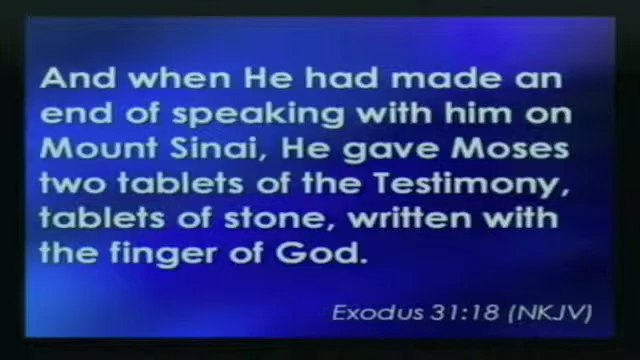 And when He had made an
end of speaking with him on
Mount Sinai, He gave Moses
two tablets of the Testimony,
tablets of stone, written with
the finger of God.
Exodus 31:18 (NKJV)